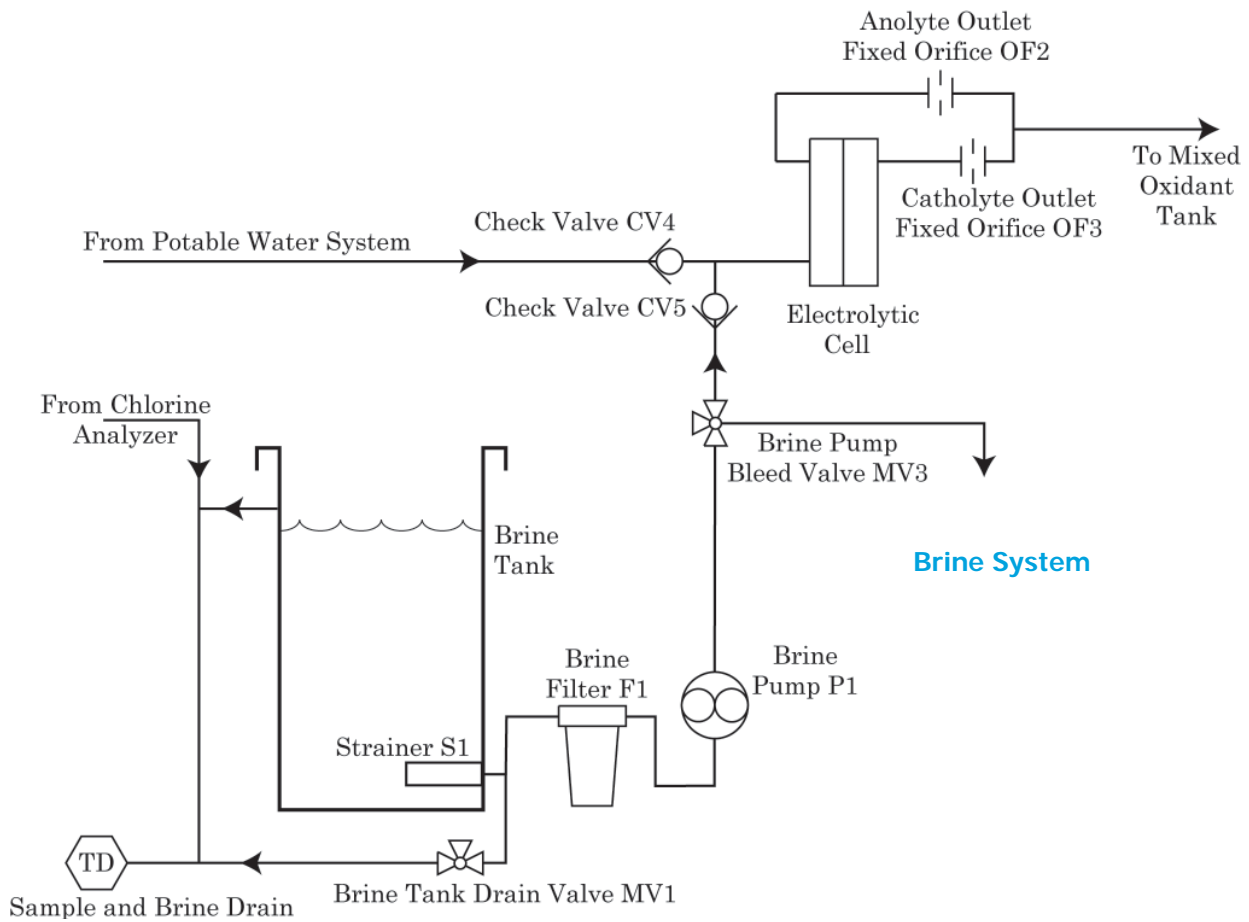 Anolyte Outlet
Fixed Orifice OF2
To Mixed
Oxidant
Tank
Catholyte Outlet
Fixed Orifice OF3
Check Valve CV4
From Potable Water System
Check Valve CV5
Electrolytic
Cell
From Chlorine
Analyzer
Brine Pump
Bleed Valve MV3
Brine
Tank
Brine System
Brine
Filter F1
Brine
Pump P1
Strainer S1
TD
Brine Tank Drain Valve MV1
Sample and Brine Drain